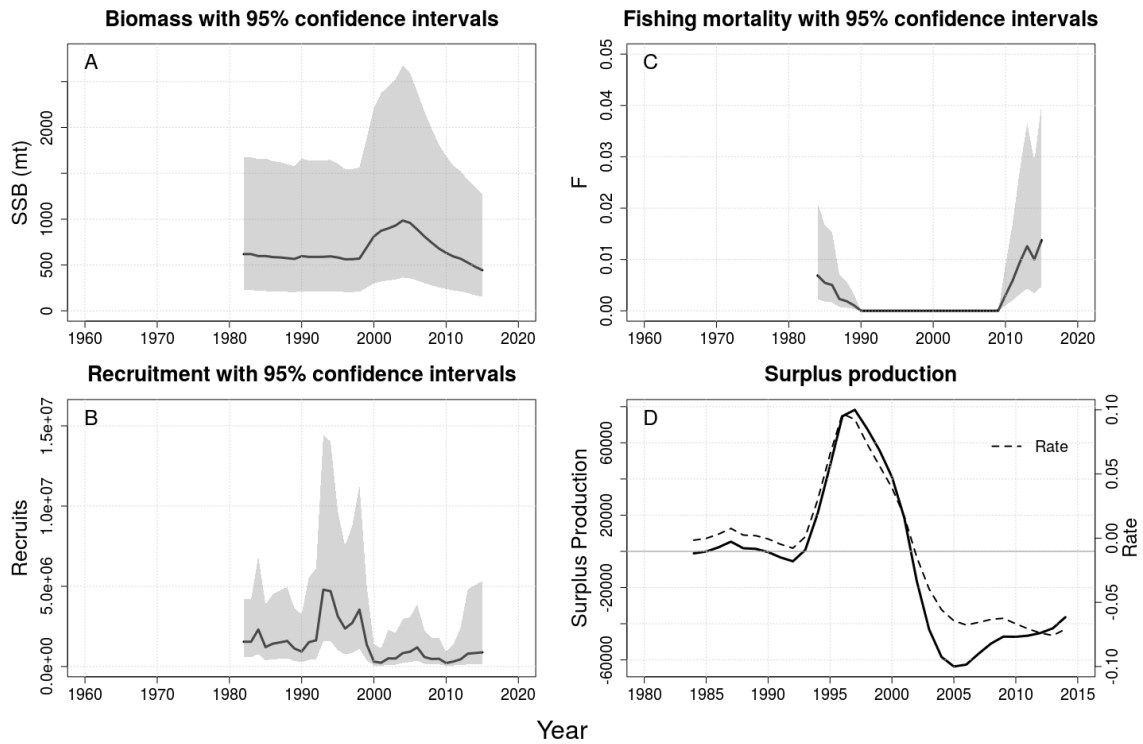 Biomass with 95% confidence intervals
A
SSB (mt)
0 500 1000 2000
1960 1970 1980 1990 2000 2010 2020
Fishing mortality with 95% confidence intervals
C
F
0.00 0.01 0.02 0.03 0.04 0.05
1960 1970 1980 1990 2000 2010 2020
Recruitment with 95% confidence intervals
B
Recruits
0.0e+00 5.0e+06 1.0e+07 1.5e+07
1960 1970 1980 1990 2000 2010 2020
Surplus production
D
Rate
Surplus Production
-60000 -20000 20000 60000
Rate
-0.10 -0.05 0.00 0.05 0.10
1980 1985 1990 1995 2000 2005 2010 2015
Year